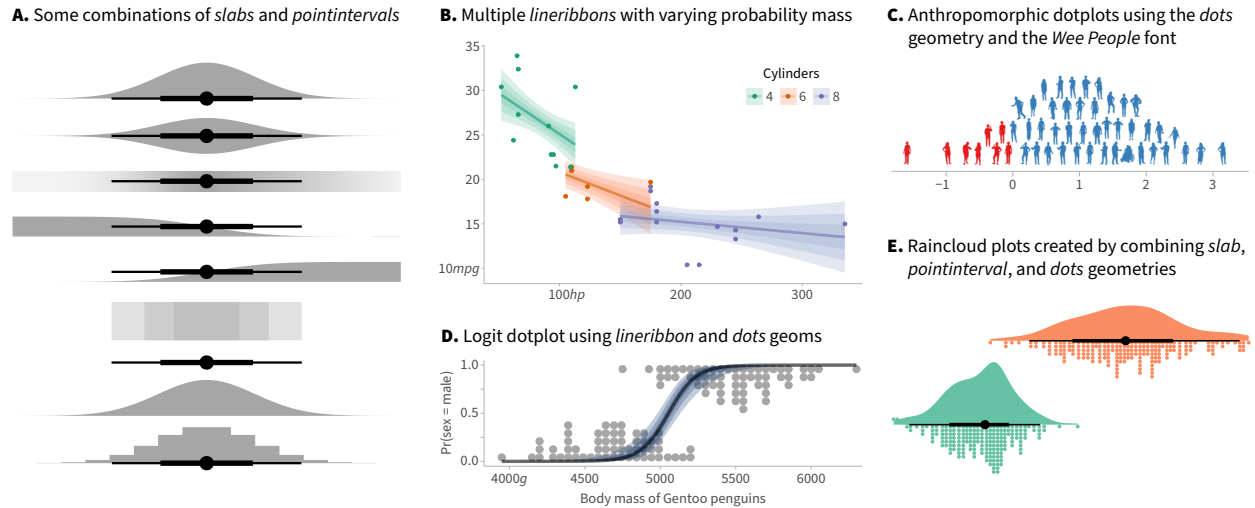 A. Some combinations of slabs and pointintervals
B. Multiple lineribbons with varying probability mass
35
30
25
20
15
10mpg
100hp
200
300
Cylinders
4
6
8
C. Anthropomorphic dotplots using the dots
geometry and the Wee People font
−1
0
1
2
3
D. Logit dotplot using lineribbon and dots geoms
Pr(sex = male)
1.0
0.5
0.0
4000g
4500
5000
5500
6000
Body mass of Gentoo penguins
E. Raincloud plots created by combining slab,
pointinterval, and dots geometries